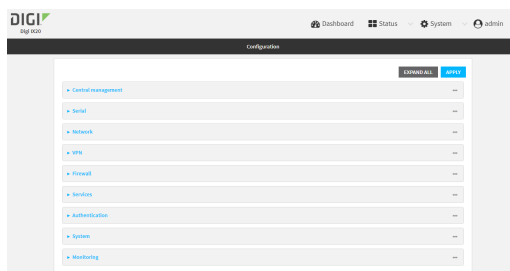 DIGI
Digi IX20
Dashboard Status System admin
Configuration
EXPAND ALL APPLY
Central management
Serial
Network
VPN
Firewall
Services
Authentication
System
Monitoring